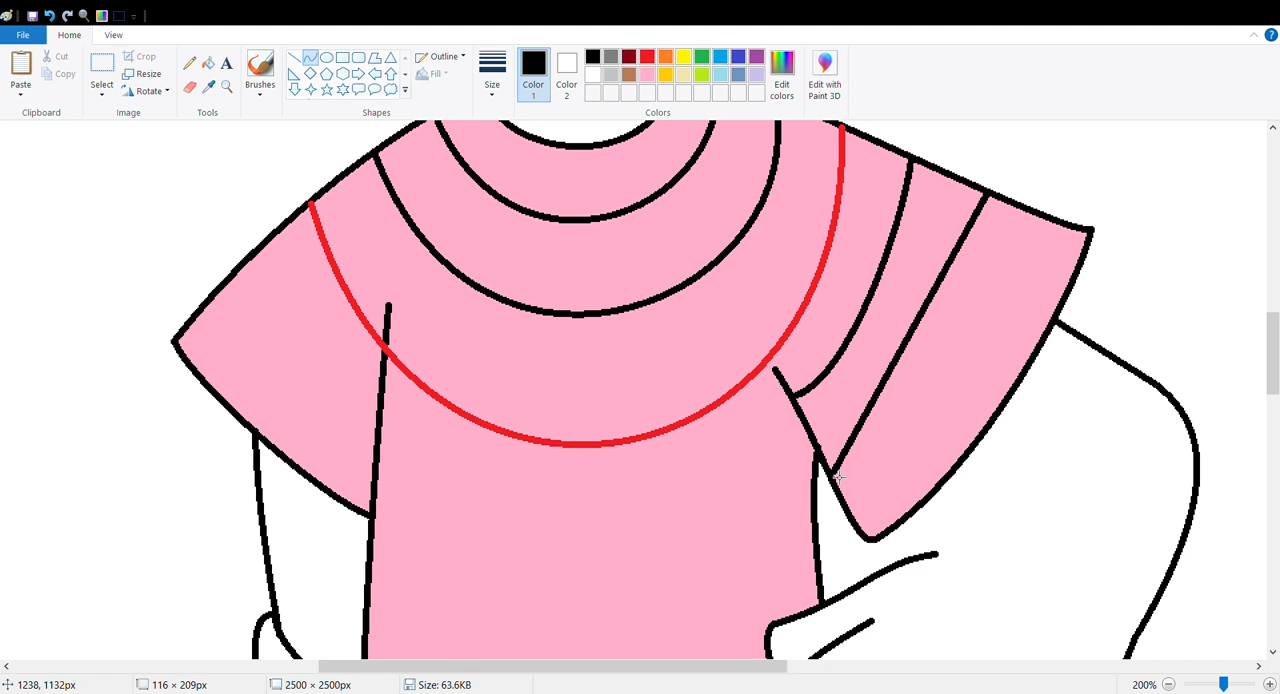 File Home View
Paste Cut Copy
Clipboard
Select Crop Resize Rotate
Image
Tools
Brushes
Outline Fill
Shapes
Size
Color 1
Color 2
Edit colors
Colors
Edit with Paint 3D
1238, 1132px 116 × 209px 2500 × 2500px Size: 63.6KB 200%